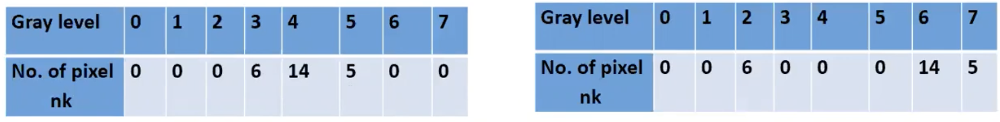 Gray level 0 1 2 3 4 5 6 7
No. of pixel 0 0 0 6 14 5 0 0
nk
Gray level 0 1 2 3 4 5 6 7
No. of pixel 0 0 6 0 0 0 14 5
nk